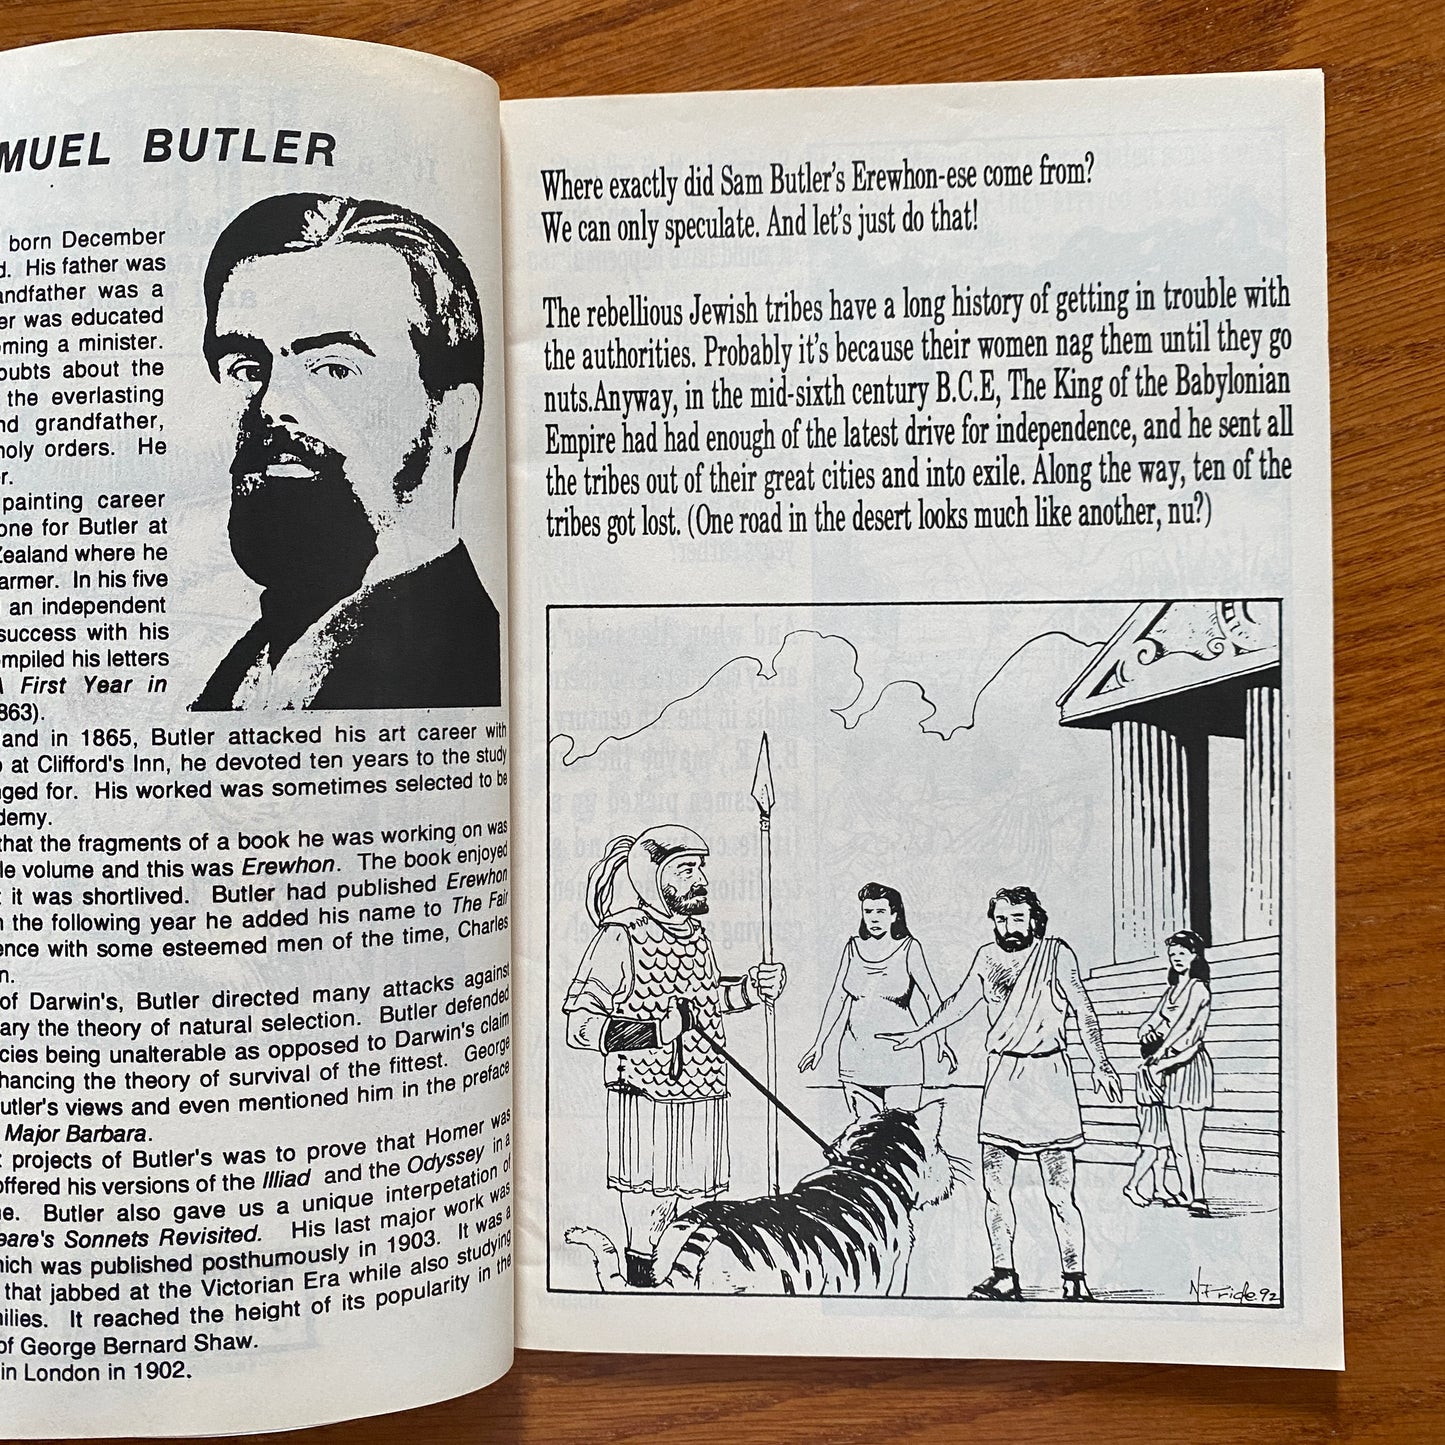 MUEL BUTLER
born December
d. His father was
andfather was a
er was educated
oming a minister.
oubts about the
the everlasting
nd grandfather,
holy orders. He
er.
painting career
one for Butler at
Zealand where he
armer. In his five
an independent
success with his
ompiled his letters
A First Year in
863).
and in 1865, Butler attacked his art career with
o at Clifford's Inn, he devoted ten years to the study
nged for. His worked was sometimes selected to be
demy.
that the fragments of a book he was working on was
le volume and this was Erewhon. The book enjoyed
t it was shortlived. Butler had published Erewhon
n the following year he added his name to The Fair
ence with some esteemed men of the time, Charles
n.
of Darwin's, Butler directed many attacks against
ary the theory of natural selection. Butler defended
cies being unalterable as opposed to Darwin's claim
hancing the theory of survival of the fittest. George
utler's views and even mentioned him in the preface
Major Barbara.
t projects of Butler's was to prove that Homer was
offered his versions of the Illiad and the Odyssey in a
ne. Butler also gave us a unique interpetation of
eare's Sonnets Revisited. His last major work was
hich was published posthumously in 1903. It was a
that jabbed at the Victorian Era while also studying
milies. It reached the height of its popularity in the
of George Bernard Shaw.
in London in 1902.
Where exactly did Sam Butler's Erewhon-ese come from?
We can only speculate. And let's just do that!
The rebellious Jewish tribes have a long history of getting in trouble with
the authorities. Probably it's because their women nag them until they go
nuts.Anyway, in the mid-sixth century B.C.E, The King of the Babylonian
Empire had had enough of the latest drive for independence, and he sent all
the tribes out of their great cities and into exile. Along the way, ten of the
tribes got lost. (One road in the desert looks much like another, nu?)
N. Fride 92